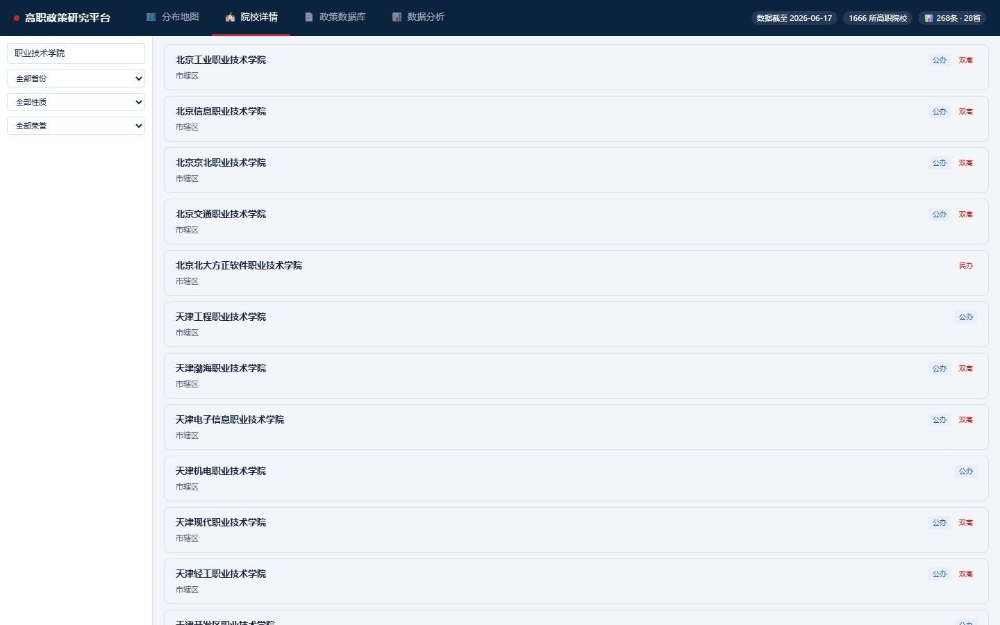 高职政策研究平台
分布地图
院校详情
政策数据库
数据分析
数据截至 2026-06-17
1666 所高职院校
268条 · 28首
职业技术学院
全部省份
全部性质
全部荣誉
北京工业职业技术学院
公办 双高
市辖区
北京信息职业技术学院
公办 双高
市辖区
北京京北职业技术学院
公办 双高
市辖区
北京交通职业技术学院
公办 双高
市辖区
北京北大方正软件职业技术学院
民办
市辖区
天津工程职业技术学院
公办
市辖区
天津渤海职业技术学院
公办 双高
市辖区
天津电子信息职业技术学院
公办 双高
市辖区
天津机电职业技术学院
公办
市辖区
天津现代职业技术学院
公办 双高
市辖区
天津轻工职业技术学院
公办 双高
市辖区
天津开发区职业技术学院
公办